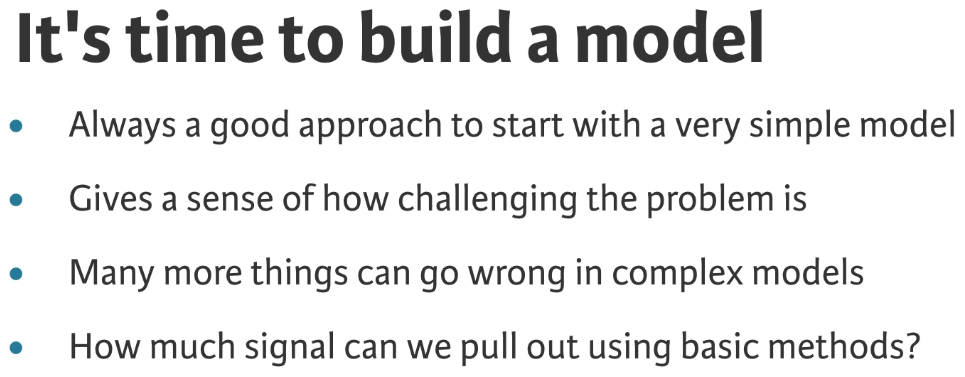 It's time to build a model
• Always a good approach to start with a very simple model
• Gives a sense of how challenging the problem is
• Many more things can go wrong in complex models
• How much signal can we pull out using basic methods?